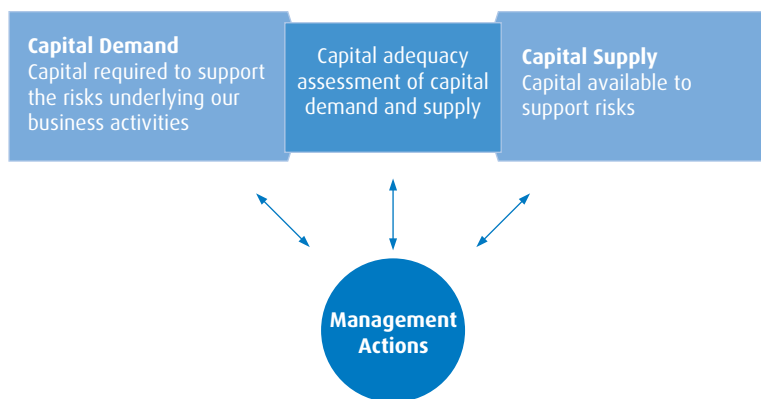 Capital Demand
Capital required to support
the risks underlying our
business activities
Capital adequacy
assessment of capital
demand and supply
Capital Supply
Capital available to
support risks
Management
Actions